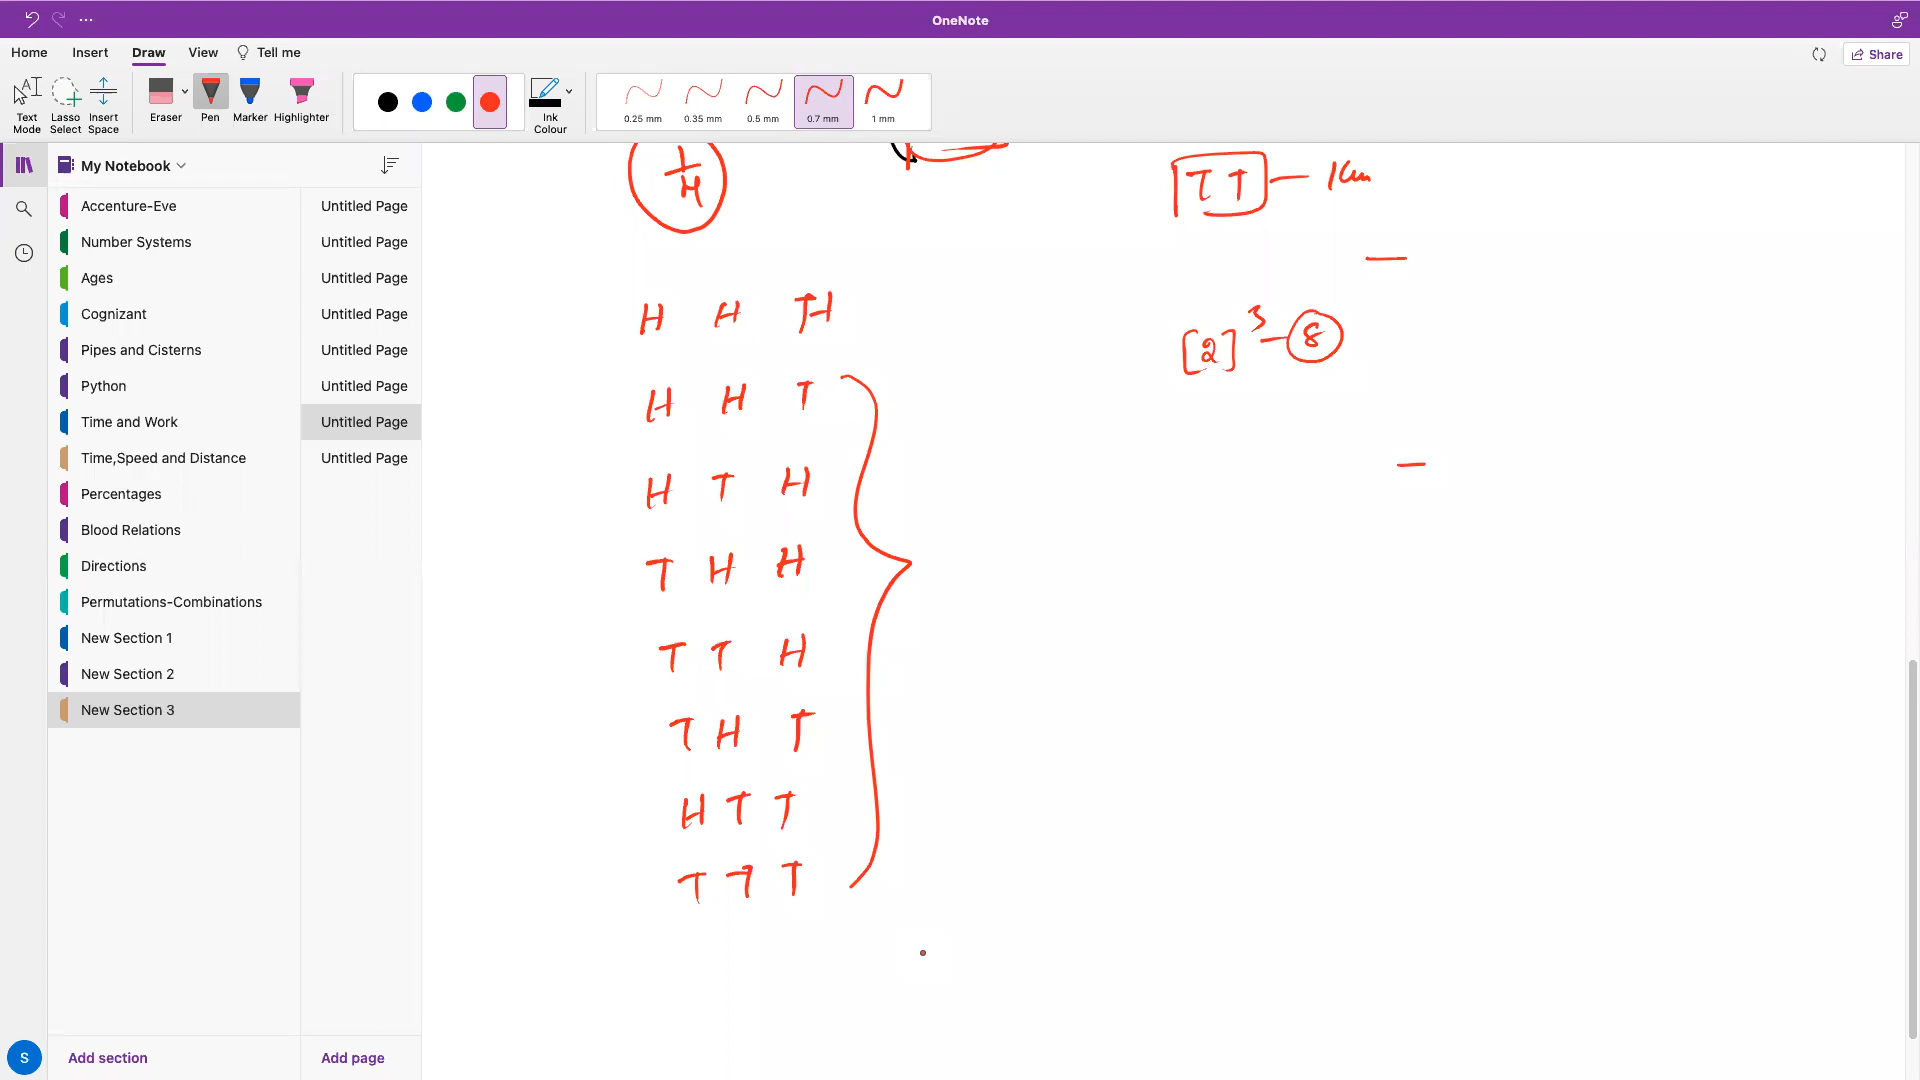 OneNote
Home Insert Draw View Tell me
Share
Text Mode
Lasso Select
Insert Space
Eraser
Pen
Marker
Highlighter
Ink Colour
0.25 mm
0.35 mm
0.5 mm
0.7 mm
1 mm
My Notebook
Accenture-Eve
Number Systems
Ages
Cognizant
Pipes and Cisterns
Python
Time and Work
Time,Speed and Distance
Percentages
Blood Relations
Directions
Permutations-Combinations
New Section 1
New Section 2
New Section 3
Untitled Page
Untitled Page
Untitled Page
Untitled Page
Untitled Page
Untitled Page
Untitled Page
Untitled Page
T T
H H H
[2]³ - 8
H H T
H T H
T H H
T T H
T H T
H T T
T T T
S
Add section
Add page